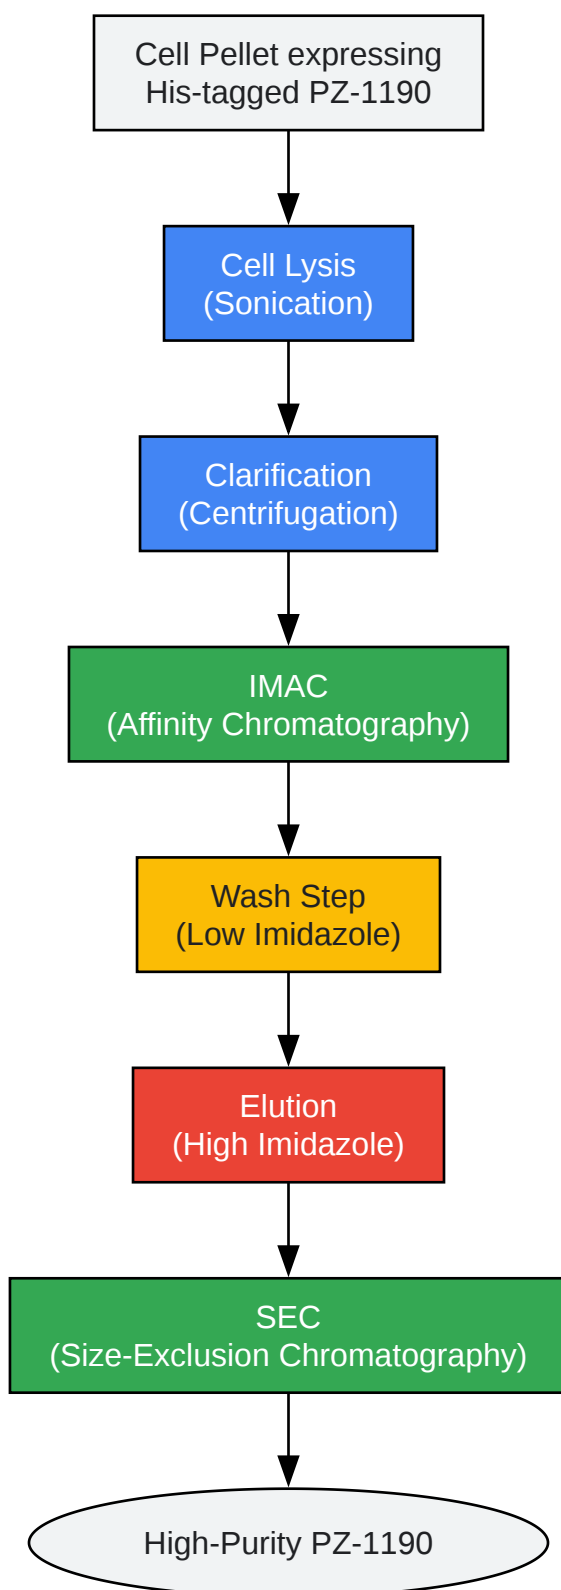 Cell Pellet expressing
His-tagged PZ-1190
Cell Lysis
(Sonication)
Clarification
(Centrifugation)
IMAC
(Affinity Chromatography)
Wash Step
(Low Imidazole)
Elution
(High Imidazole)
SEC
(Size-Exclusion Chromatography)
High-Purity PZ-1190